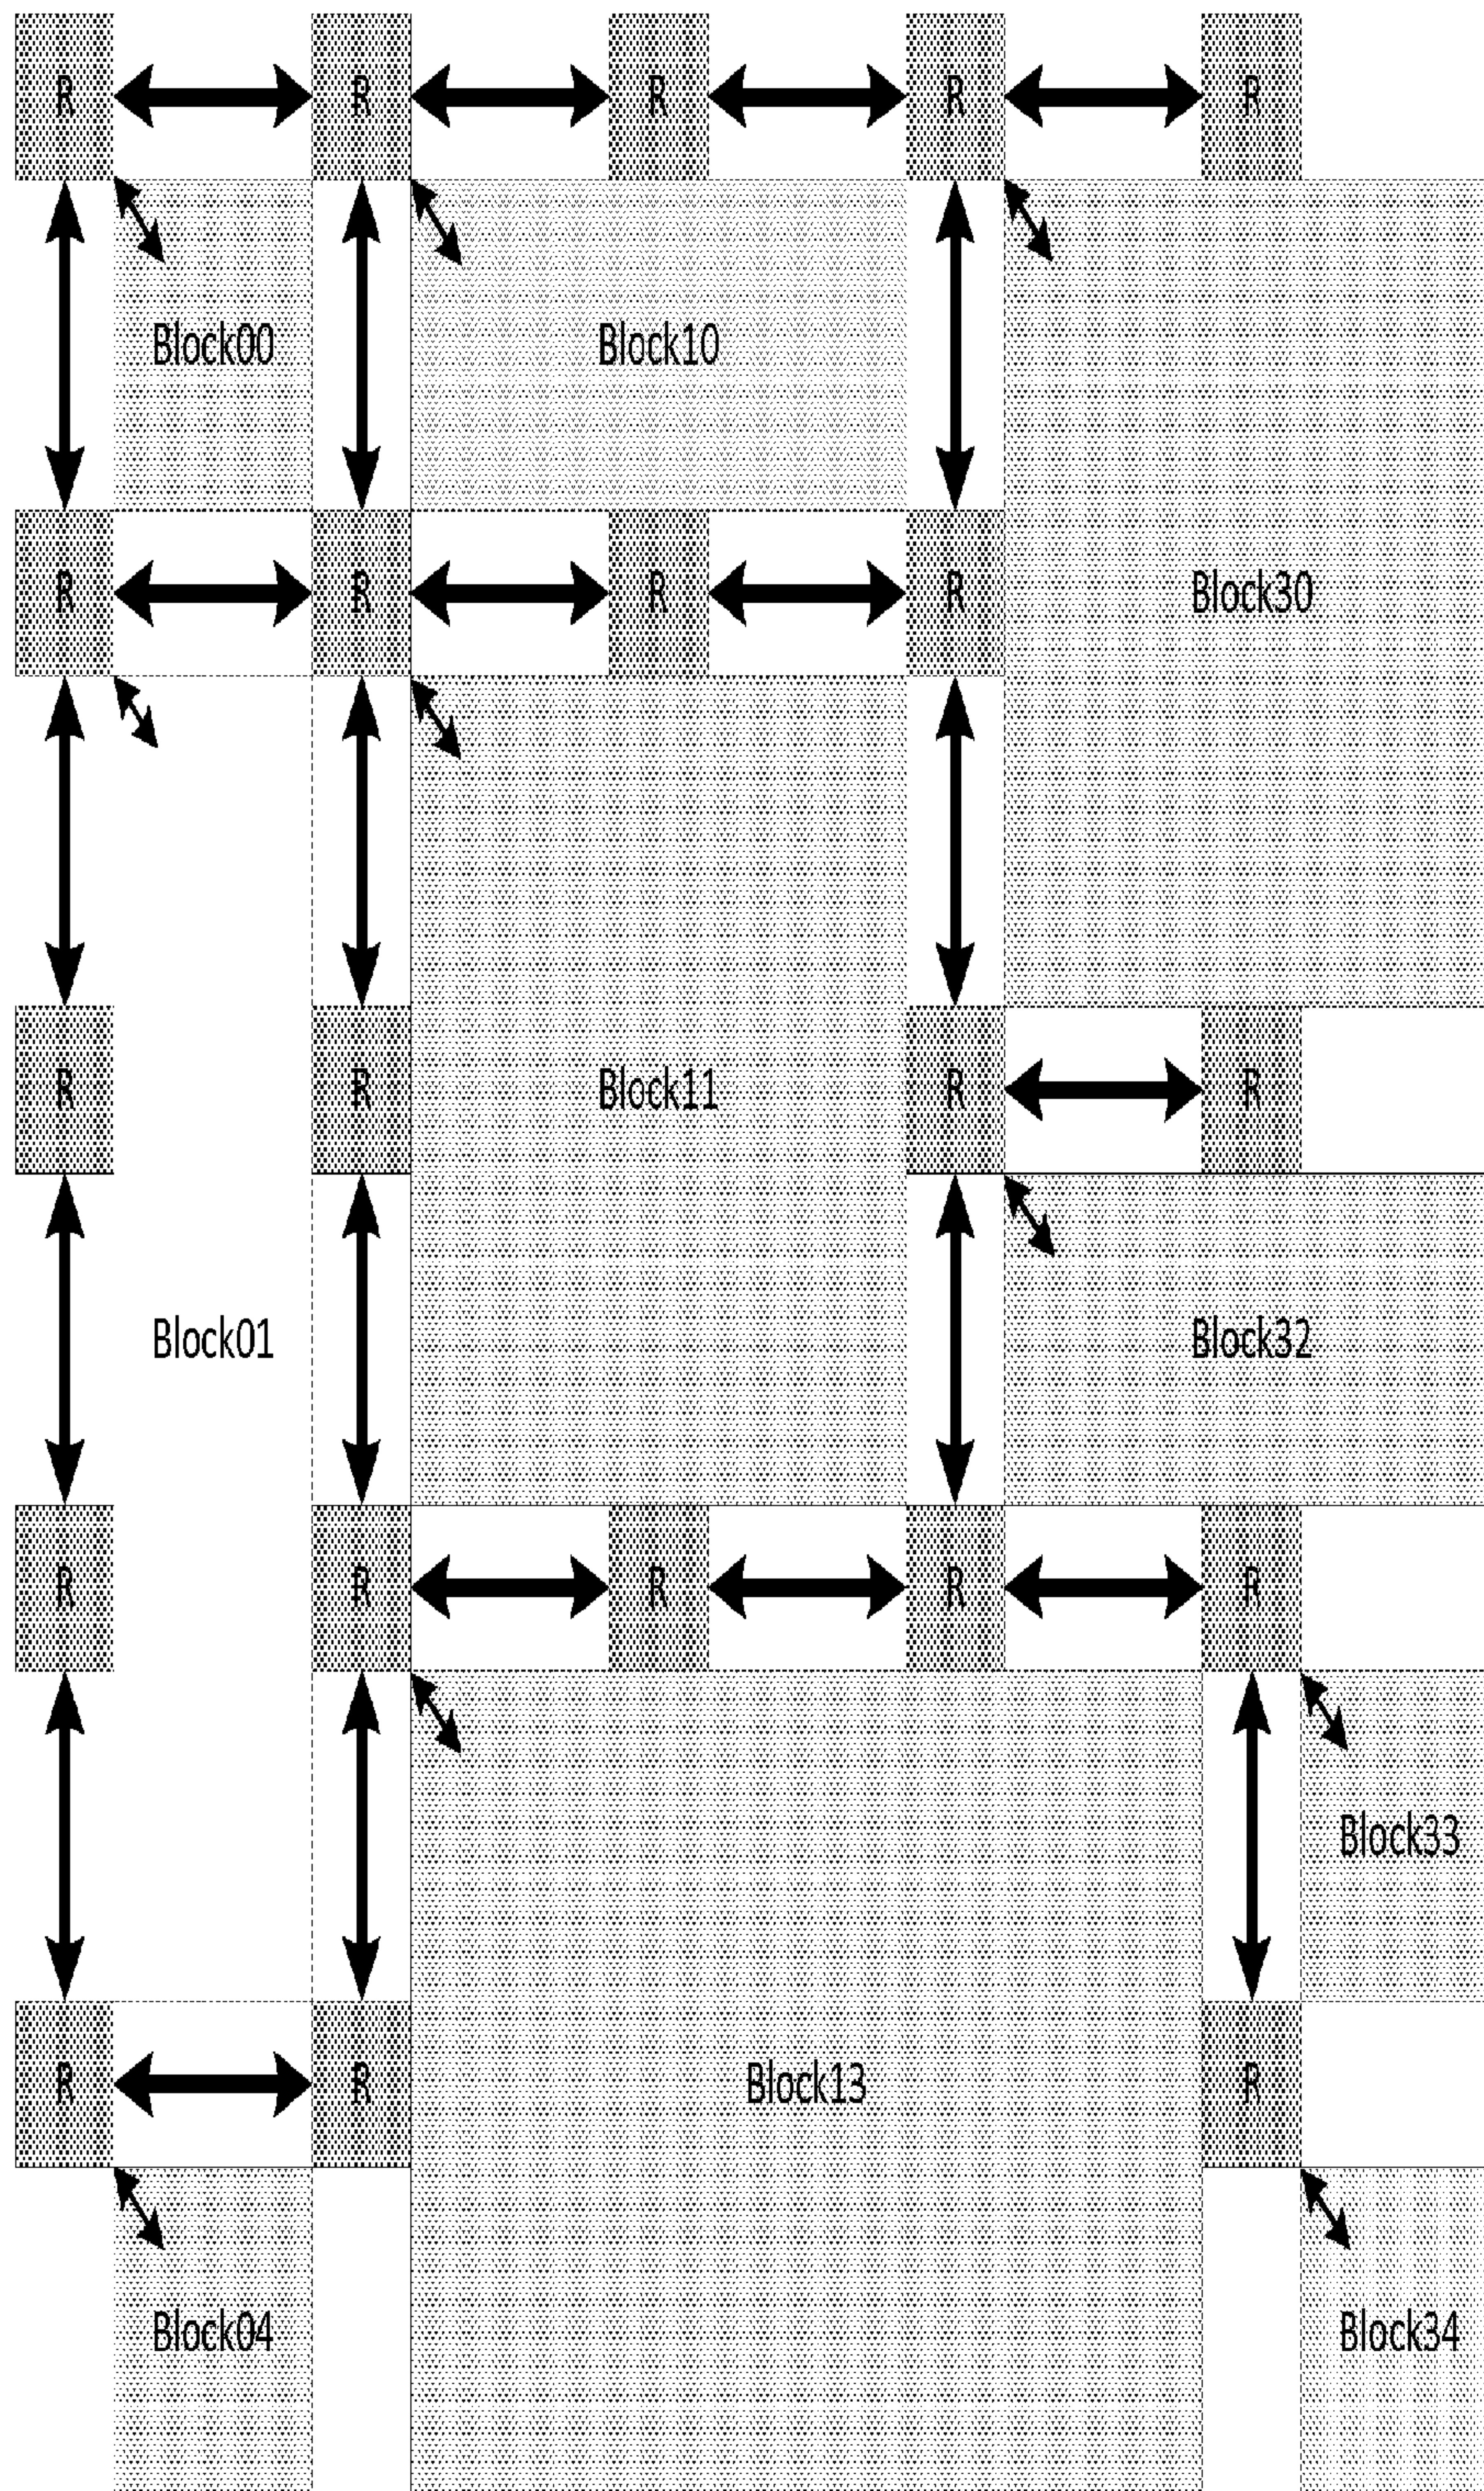 R R R R R
Block00 Block10
R R R R Block30
R R Block11 R R
Block01 Block32
R R R R R
Block33
R R Block13 R
Block04 Block34